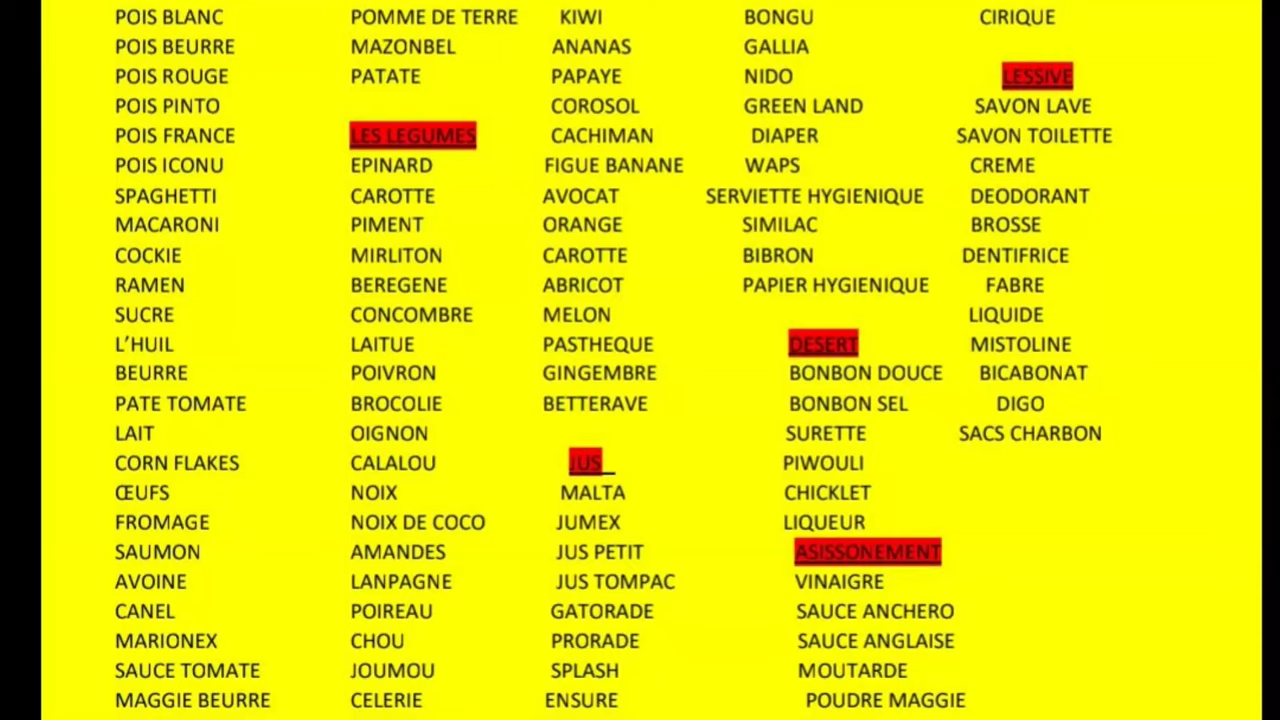 POIS BLANC
POIS BEURRE
POIS ROUGE
POIS PINTO
POIS FRANCE
POIS ICONU
SPAGHETTI
MACARONI
COCKIE
RAMEN
SUCRE
L’HUIL
BEURRE
PATE TOMATE
LAIT
CORN FLAKES
ŒUFS
FROMAGE
SAUMON
AVOINE
CANEL
MARIONEX
SAUCE TOMATE
MAGGIE BEURRE
POMME DE TERRE
MAZONBEL
PATATE
LES LEGUMES
EPINARD
CAROTTE
PIMENT
MIRLITON
BEREGENE
CONCOMBRE
LAITUE
POIVRON
BROCOLIE
OIGNON
CALALOU
NOIX
NOIX DE COCO
AMANDES
LANPAGNE
POIREAU
CHOU
JOUMOU
CELERIE
KIWI
ANANAS
PAPAYE
COROSOL
CACHIMAN
FIGUE BANANE
AVOCAT
ORANGE
CAROTTE
ABRICOT
MELON
PASTHEQUE
GINGEMBRE
BETTERAVE
JUS
MALTA
JUMEX
JUS PETIT
JUS TOMPAC
GATORADE
PRORADE
SPLASH
ENSURE
BONGU
GALLIA
NIDO
GREEN LAND
DIAPER
WAPS
SERVIETTE HYGIENIQUE
SIMILAC
BIBRON
PAPIER HYGIENIQUE
DESERT
BONBON DOUCE
BONBON SEL
SURETTE
PIWOULI
CHICKLET
LIQUEUR
ASISSONEMENT
VINAIGRE
SAUCE ANCHERO
SAUCE ANGLAISE
MOUTARDE
POUDRE MAGGIE
CIRIQUE
LESSIVE
SAVON LAVE
SAVON TOILETTE
CREME
DEODORANT
BROSSE
DENTIFRICE
FABRE
LIQUIDE
MISTOLINE
BICABONAT
DIGO
SACS CHARBON